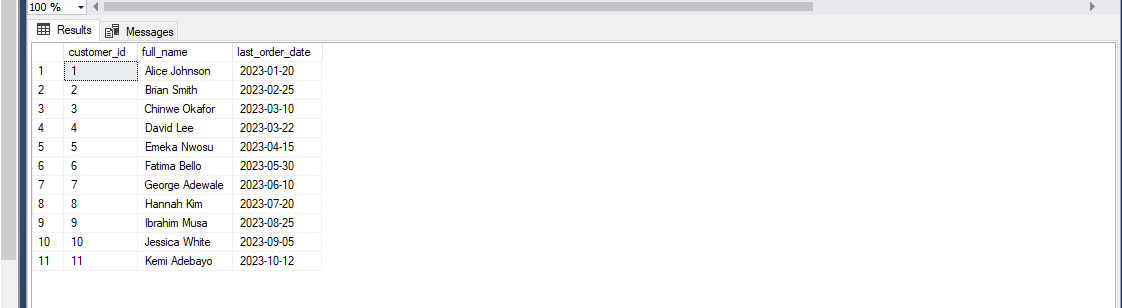 100 %
Results Messages
customer_id full_name last_order_date
1 1 Alice Johnson 2023-01-20
2 2 Brian Smith 2023-02-25
3 3 Chinwe Okafor 2023-03-10
4 4 David Lee 2023-03-22
5 5 Emeka Nwosu 2023-04-15
6 6 Fatima Bello 2023-05-30
7 7 George Adewale 2023-06-10
8 8 Hannah Kim 2023-07-20
9 9 Ibrahim Musa 2023-08-25
10 10 Jessica White 2023-09-05
11 11 Kemi Adebayo 2023-10-12